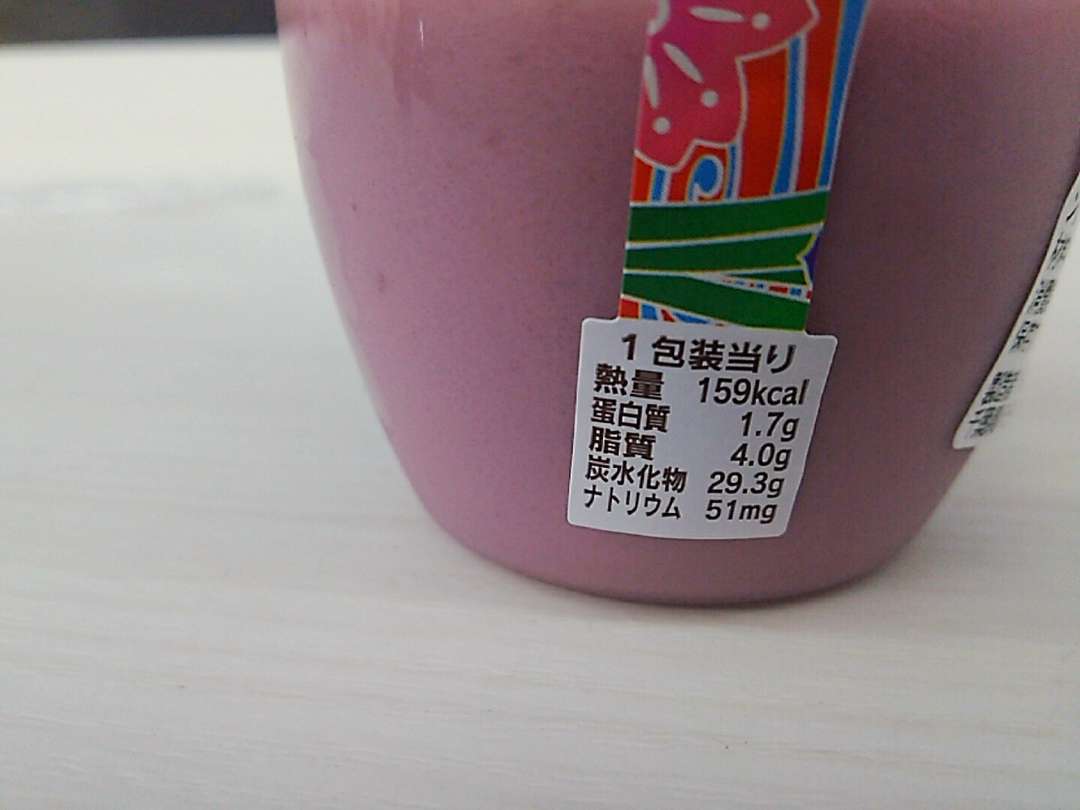 1包装当り
熱量 159kcal
蛋白質 1.7g
脂質 4.0g
炭水化物 29.3g
ナトリウム 51mg